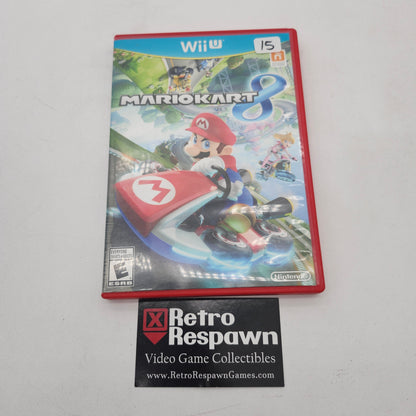 Wii U
15
MARIOKART 8
M
M
EVERYONE
E
ESRB
Nintendo
Retro
Respawn
Video Game Collectibles
www.RetroRespawnGames.com